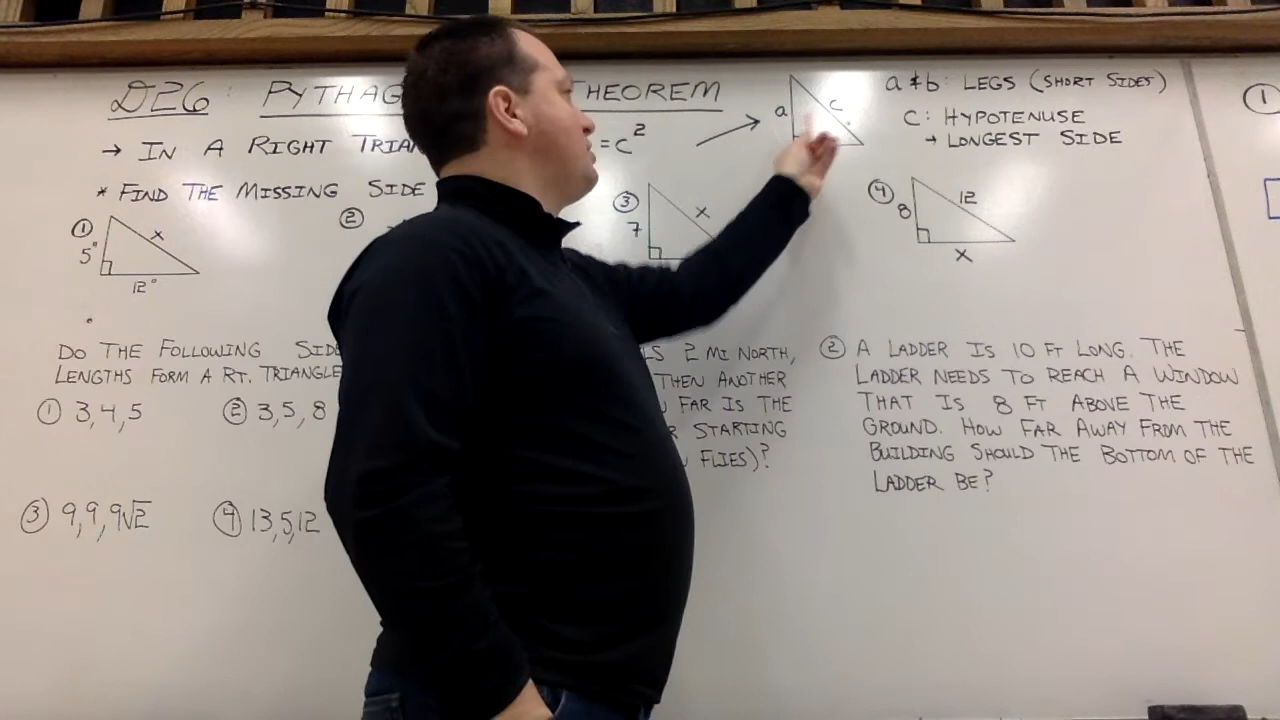 D26: PYTHAG THEOREM
→ IN A RIGHT TRIAN = c²
a
c
a & b: LEGS (SHORT SIDES)
C: HYPOTENUSE
→ LONGEST SIDE
* FIND THE MISSING SIDE
① 5" x 12"
②
③ 7 x
④ 8 12 x
DO THE FOLLOWING SIDE
LENGTHS FORM A RT. TRIANGLE
① 3,4,5
② 3,5,8
③ 9,9,9√2
④ 13,5,12
LS 2 MI NORTH,
THEN ANOTHER
FAR IS THE
R STARTING
FLIES)?
② A LADDER IS 10 FT LONG. THE
LADDER NEEDS TO REACH A WINDOW
THAT IS 8 FT ABOVE THE
GROUND. HOW FAR AWAY FROM THE
BUILDING SHOULD THE BOTTOM OF THE
LADDER BE?
①